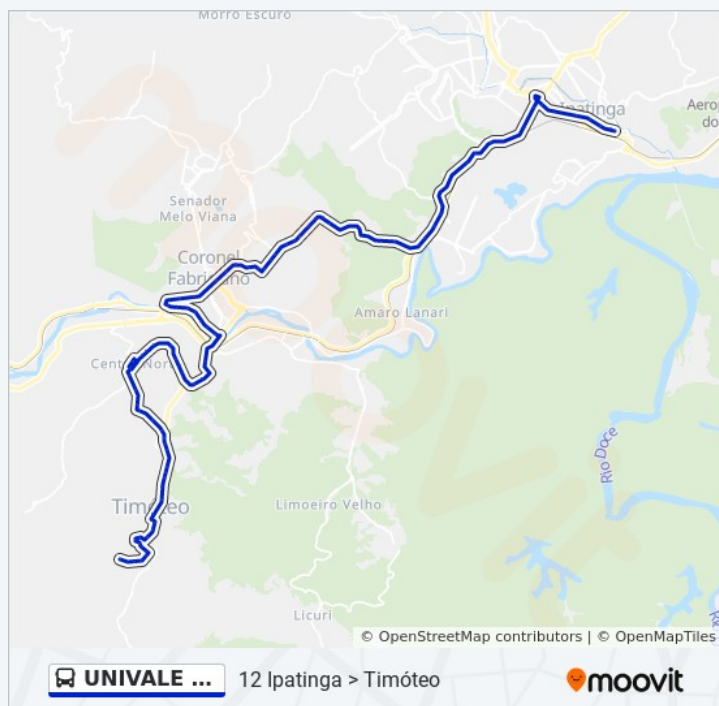 Morro Escuro
Ipatinga
Aerop
do
Senador
Melo Viana
Coronel
Fabriciano
Amaro Lanari
Centro Norte
Rio Doce
Timóteo
Limoeiro Velho
Licuri
© OpenStreetMap contributors | © OpenMapTiles
UNIVALE ...
12 Ipatinga > Timóteo
moovit